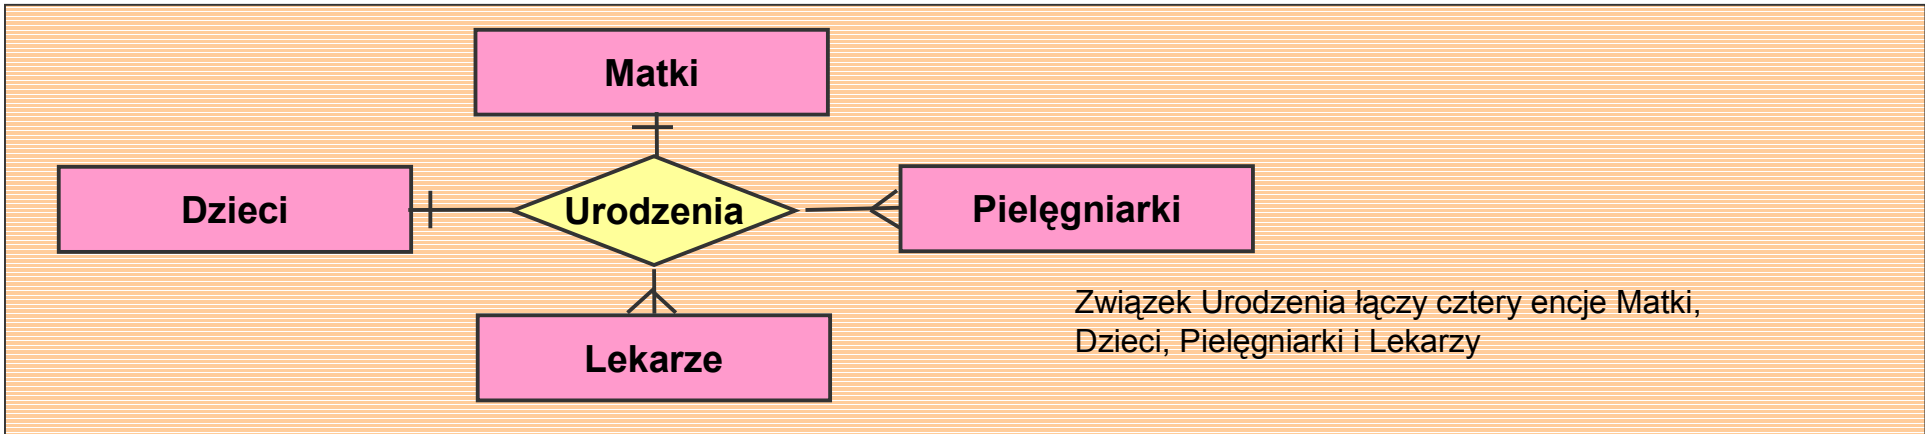 Matki
Dzieci
Urodzenia
Pielęgniarki
Lekarze
Związek Urodzenia łączy cztery encje Matki,
Dzieci, Pielęgniarki i Lekarzy